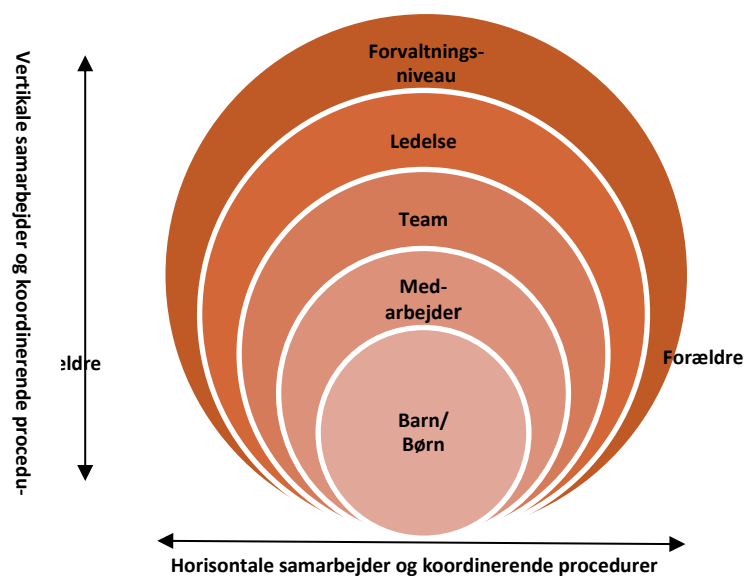 Forvaltnings-
niveau
Ledelse
Team
Med-
arbejder
Barn/
Børn
Vertikale samarbejder og koordinerende procedu-
ældre
Forældre
Horisontale samarbejder og koordinerende procedurer